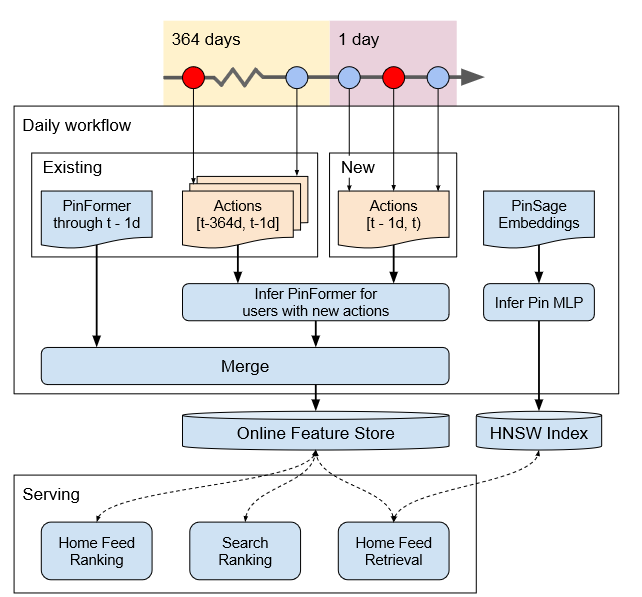 364 days
1 day
Daily workflow
Existing
New
PinFormer
through t - 1d
Actions
[t-364d, t-1d]
Actions
[t - 1d, t)
PinSage
Embeddings
Infer PinFormer for
users with new actions
Infer Pin MLP
Merge
Online Feature Store
HNSW Index
Serving
Home Feed
Ranking
Search
Ranking
Home Feed
Retrieval